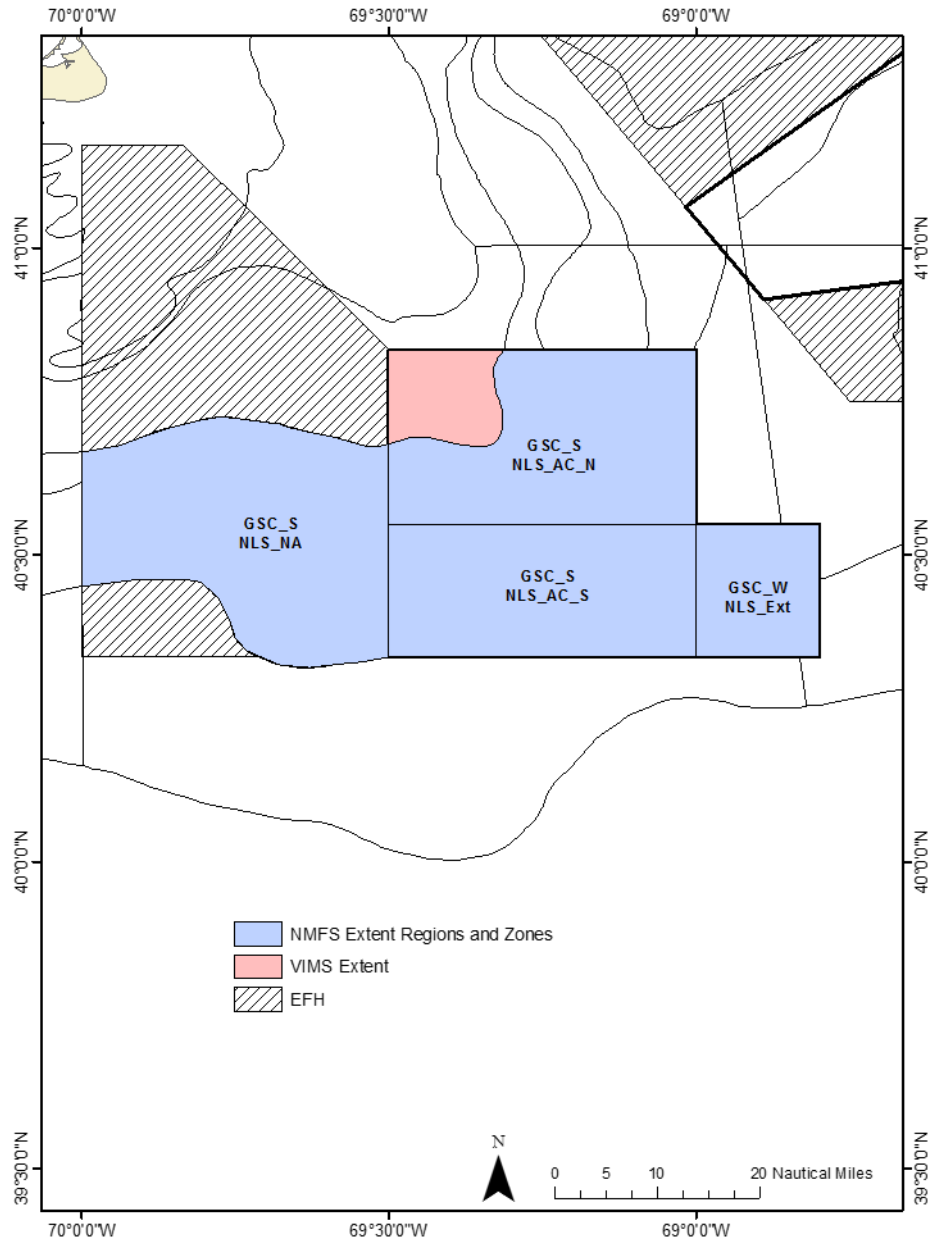 70°0'0"W
69°30'0"W
69°0'0"W
41°0'0"N
41°0'0"N
GSC_S
NLS_AC_N
GSC_S
NLS_NA
40°30'0"N
40°30'0"N
GSC_S
NLS_AC_S
GSC_W
NLS_Ext
40°0'0"N
40°0'0"N
NMFS Extent Regions and Zones
VIMS Extent
EFH
N
0 5 10 20 Nautical Miles
39°30'0"N
39°30'0"N
70°0'0"W
69°30'0"W
69°0'0"W